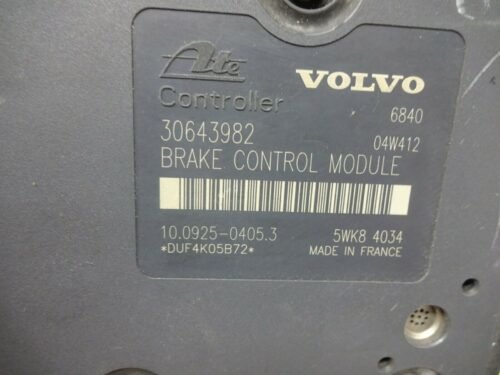 Ate VOLVO
Controller 6840
30643982 04W412
BRAKE CONTROL MODULE
10.0925-0405.3 5WK8 4034
*DUF4K05B72* MADE IN FRANCE